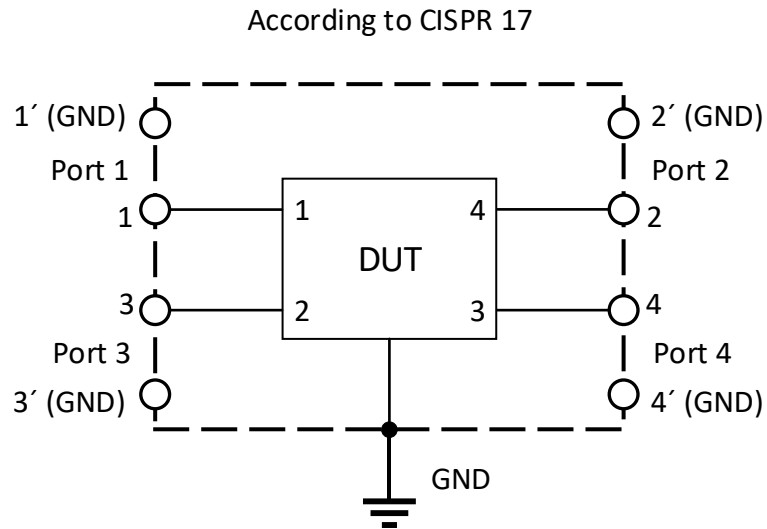 According to CISPR 17
1´ (GND)
2´ (GND)
Port 1
Port 2
1
1
4
2
DUT
3
2
3
4
Port 3
Port 4
3´ (GND)
4´ (GND)
GND